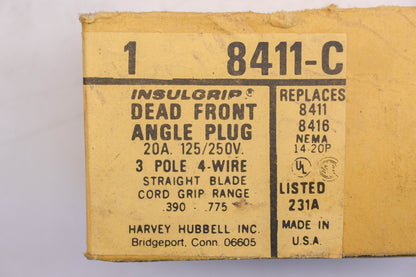 1 8411-C
INSULGRIP®
DEAD FRONT
ANGLE PLUG
20A. 125/250V.
3 POLE 4-WIRE
STRAIGHT BLADE
CORD GRIP RANGE
.390 - .775
HARVEY HUBBELL INC.
Bridgeport, Conn. 06605
REPLACES
8411
8416
NEMA
14 20P
UL
LISTED
231A
MADE IN
U.S.A.